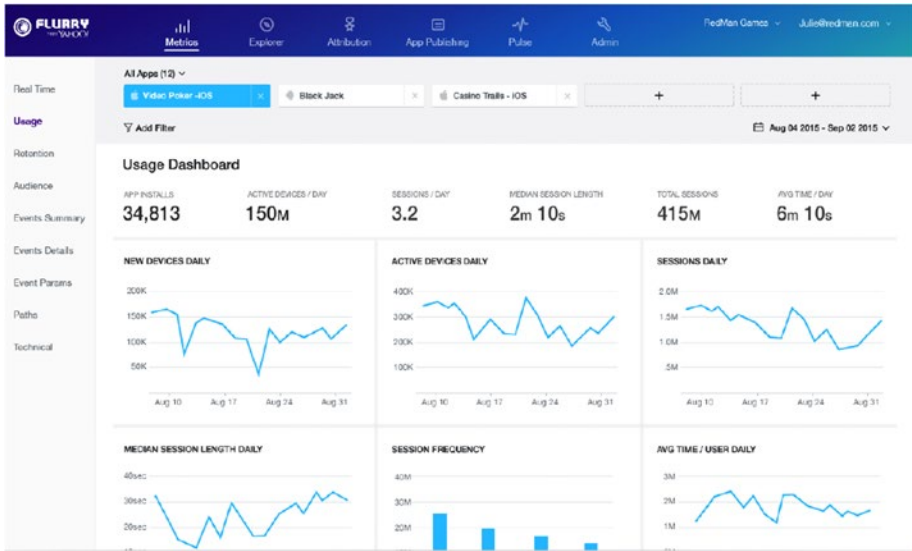 FLURRY
FROM YAHOO!
Metrics
Explorer
Attribution
App Publishing
Pulse
Admin
RedMan Games
Julie@redman.com
Real Time
Usage
Retention
Audience
Events Summary
Events Details
Event Params
Paths
Technical
All Apps (12)
Video Poker -iOS ×
Black Jack ×
Casino Trails - iOS ×
+
+
Add Filter
Aug 04 2015 - Sep 02 2015
Usage Dashboard
APP INSTALLS
34,813
ACTIVE DEVICES / DAY
150M
SESSIONS / DAY
3.2
MEDIAN SESSION LENGTH
2m 10s
TOTAL SESSIONS
415M
AVG TIME / DAY
6m 10s
NEW DEVICES DAILY
200K
150K
100K
50K
Aug 10 Aug 17 Aug 24 Aug 31
ACTIVE DEVICES DAILY
400K
300K
200K
100K
Aug 10 Aug 17 Aug 24 Aug 31
SESSIONS DAILY
2.0M
1.5M
1.0M
.5M
Aug 10 Aug 17 Aug 24 Aug 31
MEDIAN SESSION LENGTH DAILY
40sec
30sec
20sec
SESSION FREQUENCY
40M
30M
20M
AVG TIME / USER DAILY
3M
2M
1M